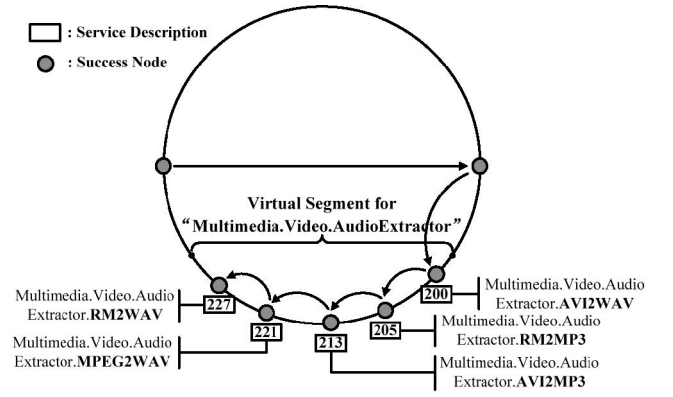 : Service Description
: Success Node
Virtual Segment for
“Multimedia.Video.AudioExtractor”
200
227
205
221
213
Multimedia.Video.Audio
Extractor.RM2WAV
Multimedia.Video.Audio
Extractor.MPEG2WAV
Multimedia.Video.Audio
Extractor.AVI2WAV
Multimedia.Video.Audio
Extractor.RM2MP3
Multimedia.Video.Audio
Extractor.AVI2MP3